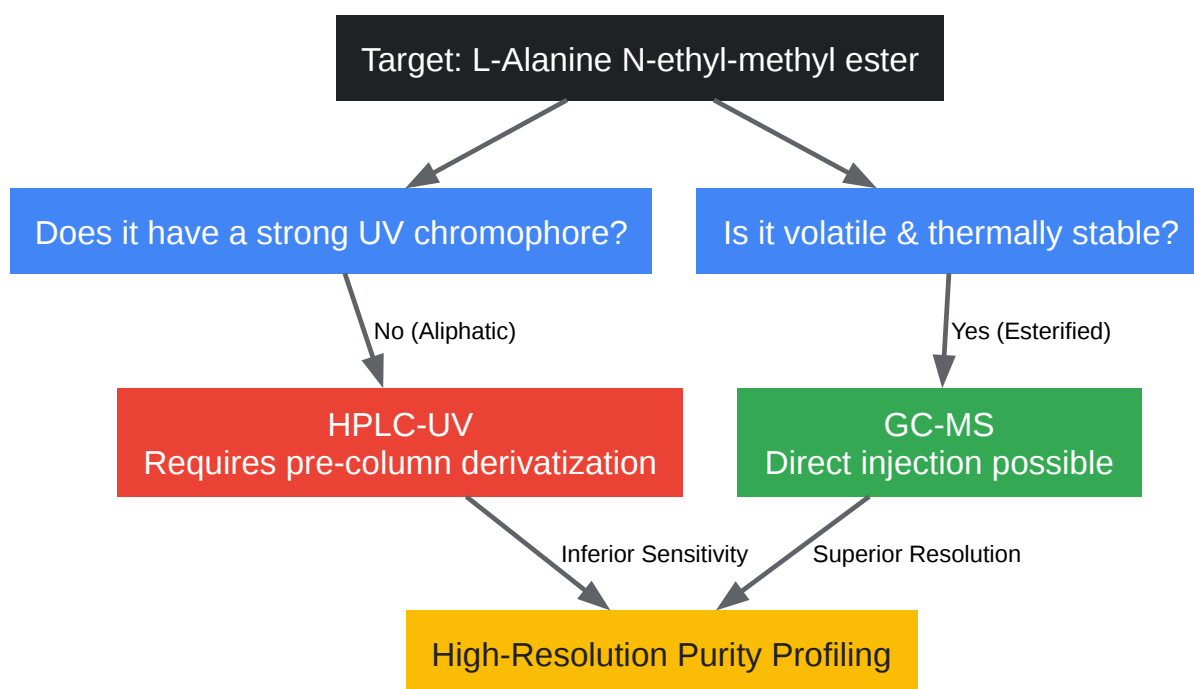 Target: L-Alanine N-ethyl-methyl ester
Does it have a strong UV chromophore?
Is it volatile & thermally stable?
No (Aliphatic)
Yes (Esterified)
HPLC-UV
Requires pre-column derivatization
GC-MS
Direct injection possible
Inferior Sensitivity
Superior Resolution
High-Resolution Purity Profiling